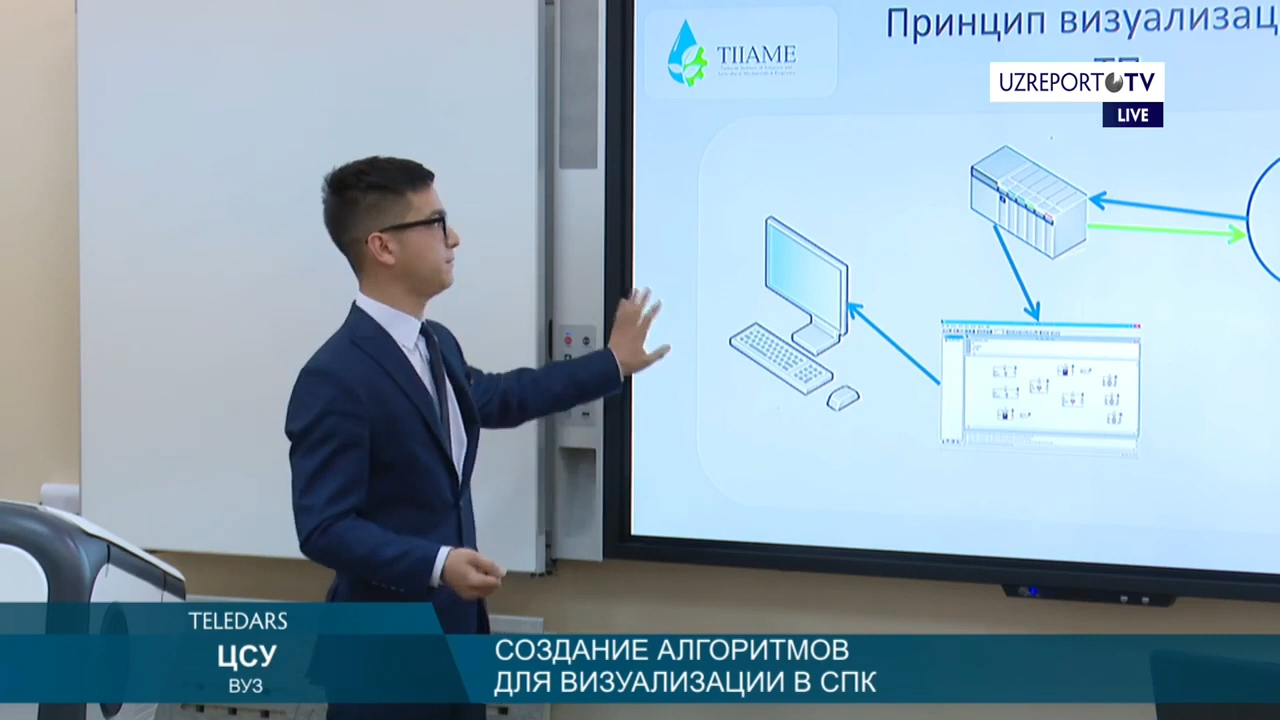 Принцип визуализац
TIIAME
UZREPORT TV
LIVE
TELEDARS
ЦСУ
ВУЗ
СОЗДАНИЕ АЛГОРИТМОВ
ДЛЯ ВИЗУАЛИЗАЦИИ В СПК